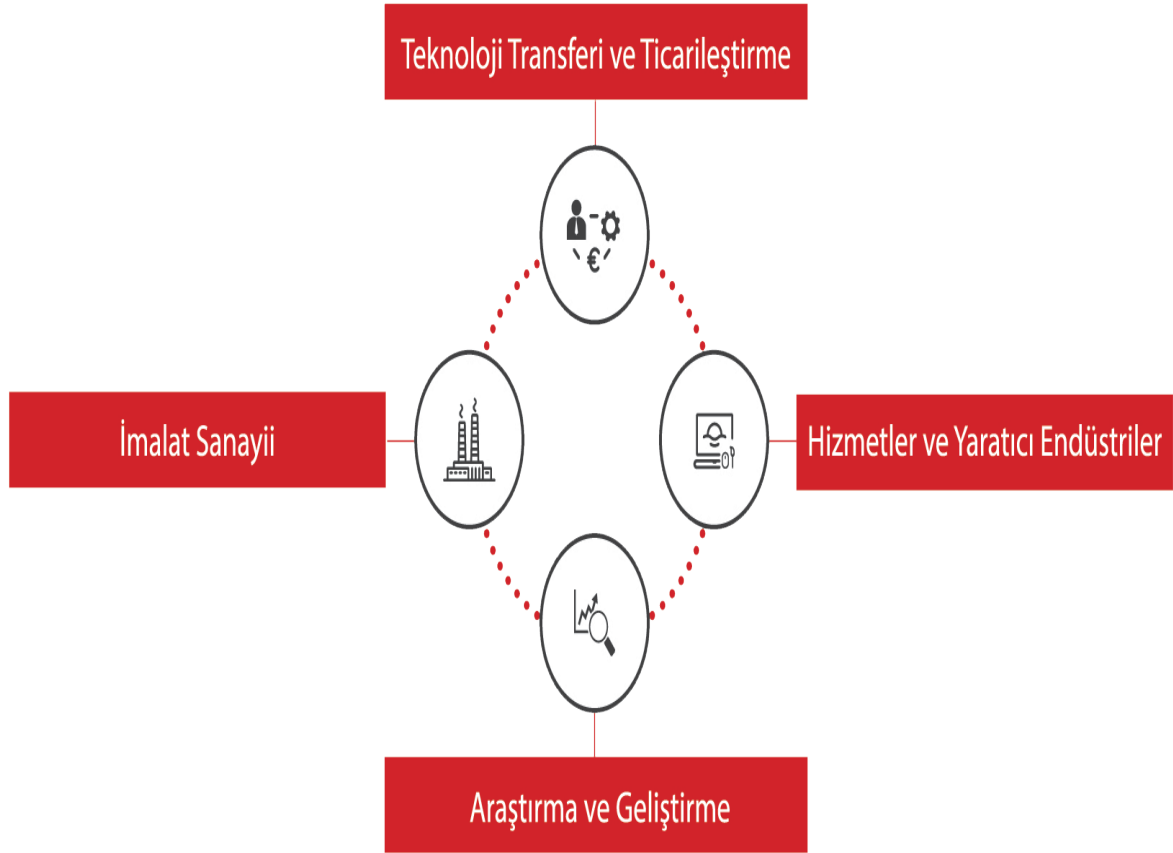 Teknoloji Transferi ve Ticarileştirme
€
İmalat Sanayii
Hizmetler ve Yaratıcı Endüstriler
Araştırma ve Geliştirme